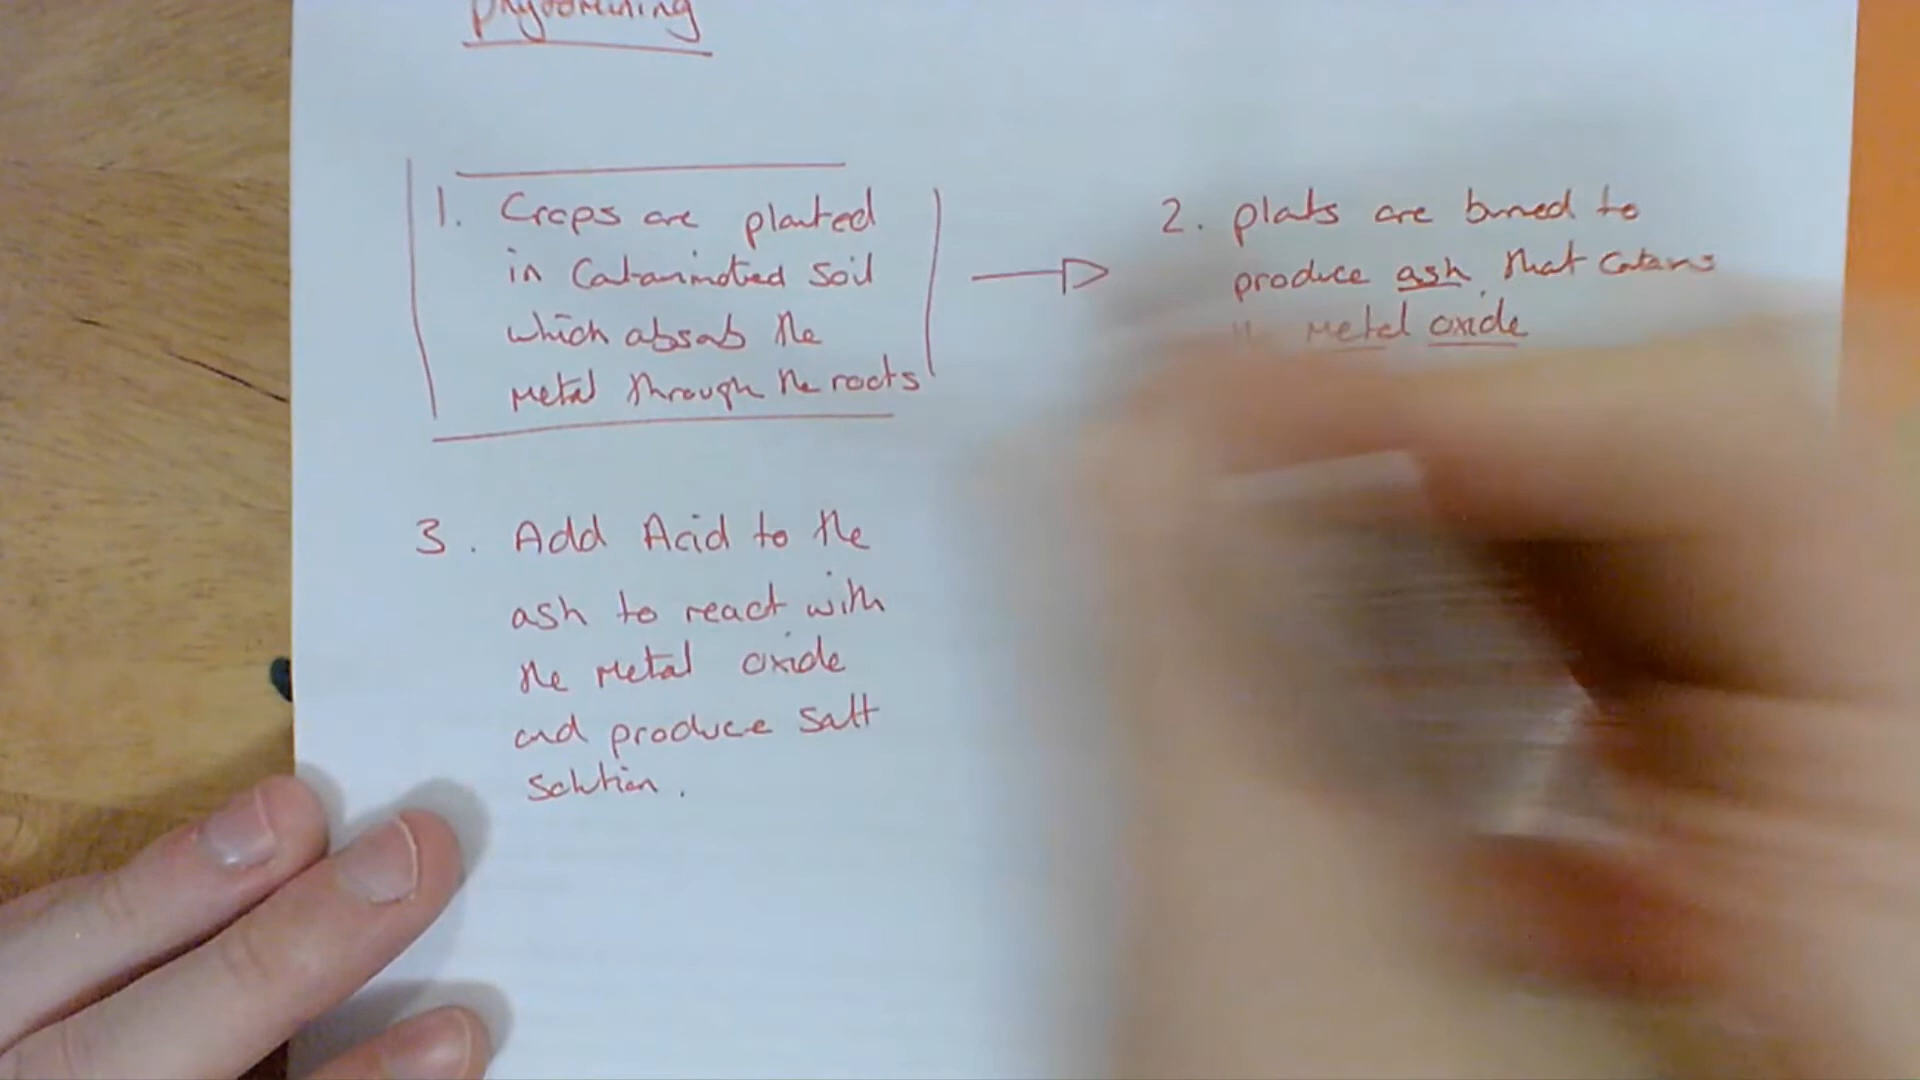 phytomining
1. Crops are planted
in Contaminated soil
which absorb the
metal through the roots
2. plants are burned to
produce ash that contains
metal oxide
3. Add Acid to the
ash to react with
the metal oxide
and produce salt
solution.